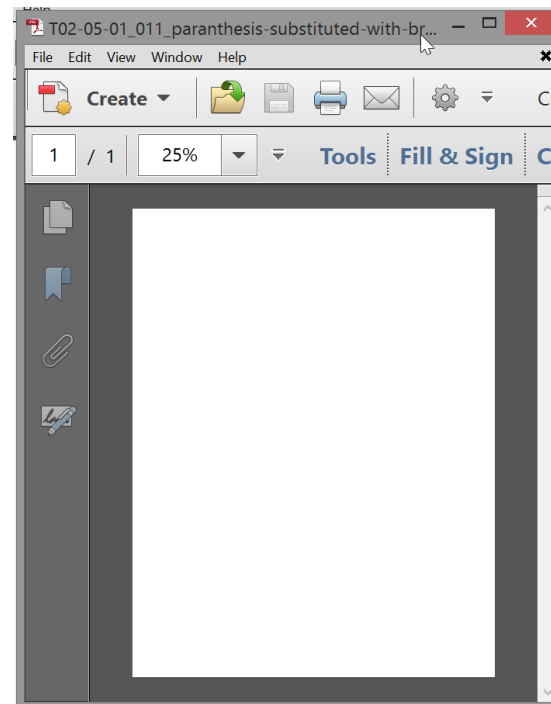 T02-05-01_011_paranthesis-substituted-with-br...
File Edit View Window Help
Create
1 / 1 25% Tools Fill & Sign